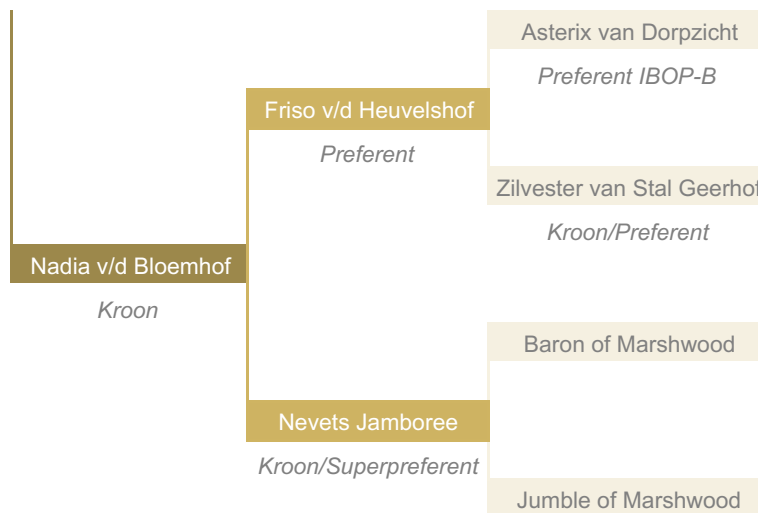 Asterix van Dorpzicht
Preferent IBOP-B
Friso v/d Heuvelshof
Preferent
Zilvester van Stal Geerhof
Kroon/Preferent
Nadia v/d Bloemhof
Kroon
Baron of Marshwood
Nevets Jamboree
Kroon/Superpreferent
Jumble of Marshwood